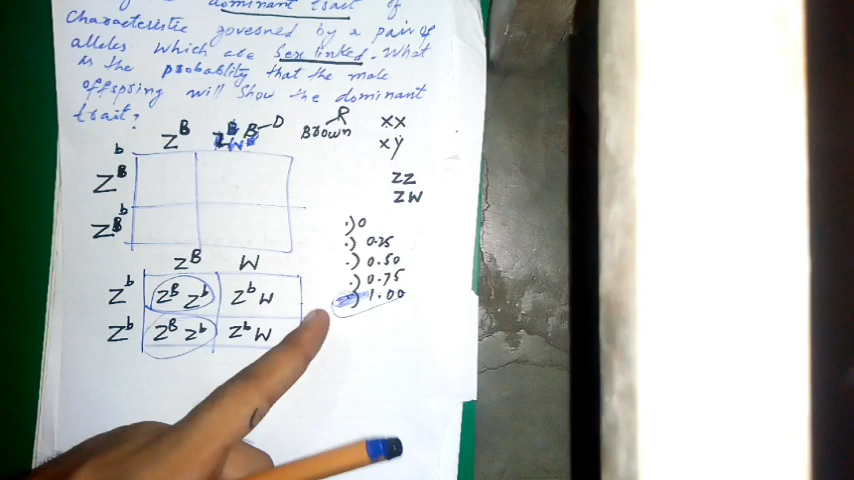 dominant trait of
characteristic governed by a pair of
alleles which are Sex linked. What
is the probablity that the male
offspring will Show the dominant
trait?
Z^B B-D Brown R XX
XY
b
Z^B ZZ
ZW
b
Z^B
.) 0
.) 0.25
.) 0.50
.) 0.75
.) 1.00
Z^B W
Z^b Z^B Z^b Z^b W
Z^b Z^B Z^b Z^b W